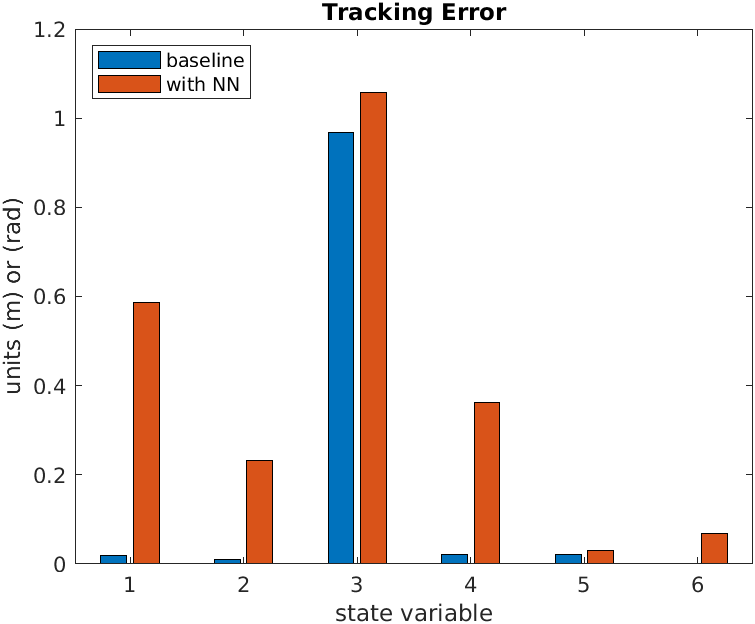 Tracking Error
baseline
with NN
units (m) or (rad)
1.2
1
0.8
0.6
0.4
0.2
0
1 2 3 4 5 6
state variable